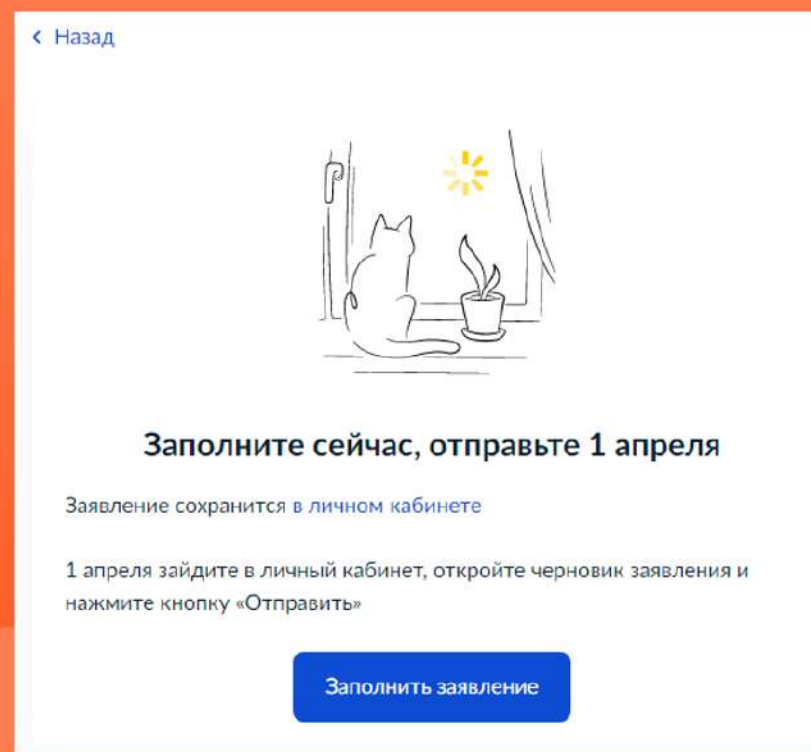 Назад
Заполните сейчас, отправьте 1 апреля
Заявление сохранится в личном кабинете
1 апреля зайдите в личный кабинет, откройте черновик заявления и
нажмите кнопку «Отправить»
Заполнить заявление